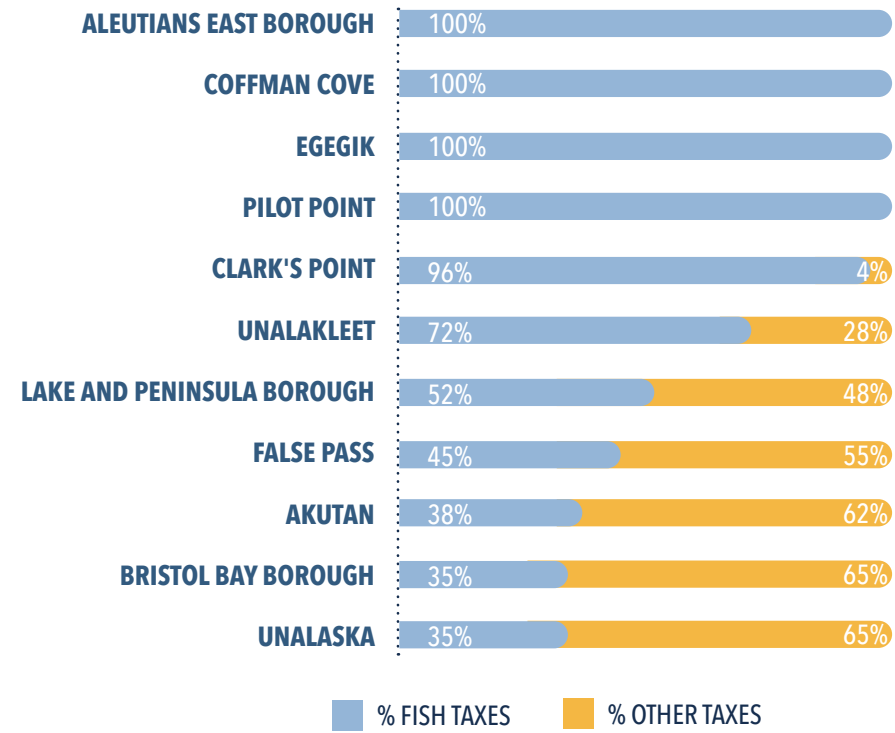 ALEUTIANS EAST BOROUGH 100%
COFFMAN COVE 100%
EGEGIK 100%
PILOT POINT 100%
CLARK'S POINT 96% 4%
UNALAKLEET 72% 28%
LAKE AND PENINSULA BOROUGH 52% 48%
FALSE PASS 45% 55%
AKUTAN 38% 62%
BRISTOL BAY BOROUGH 35% 65%
UNALASKA 35% 65%
% FISH TAXES % OTHER TAXES